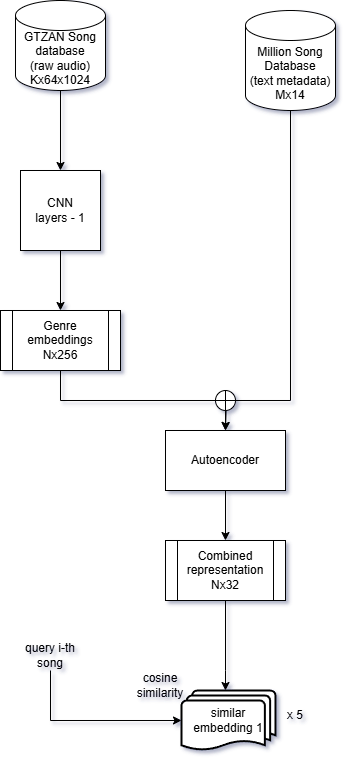 GTZAN Song
database
(raw audio)
Kx64x1024
Million Song
Database
(text metadata)
Mx14
CNN
layers - 1
Genre
embeddings
Nx256
Autoencoder
Combined
representation
Nx32
query i-th
song
cosine
similarity
similar
embedding 1
x 5